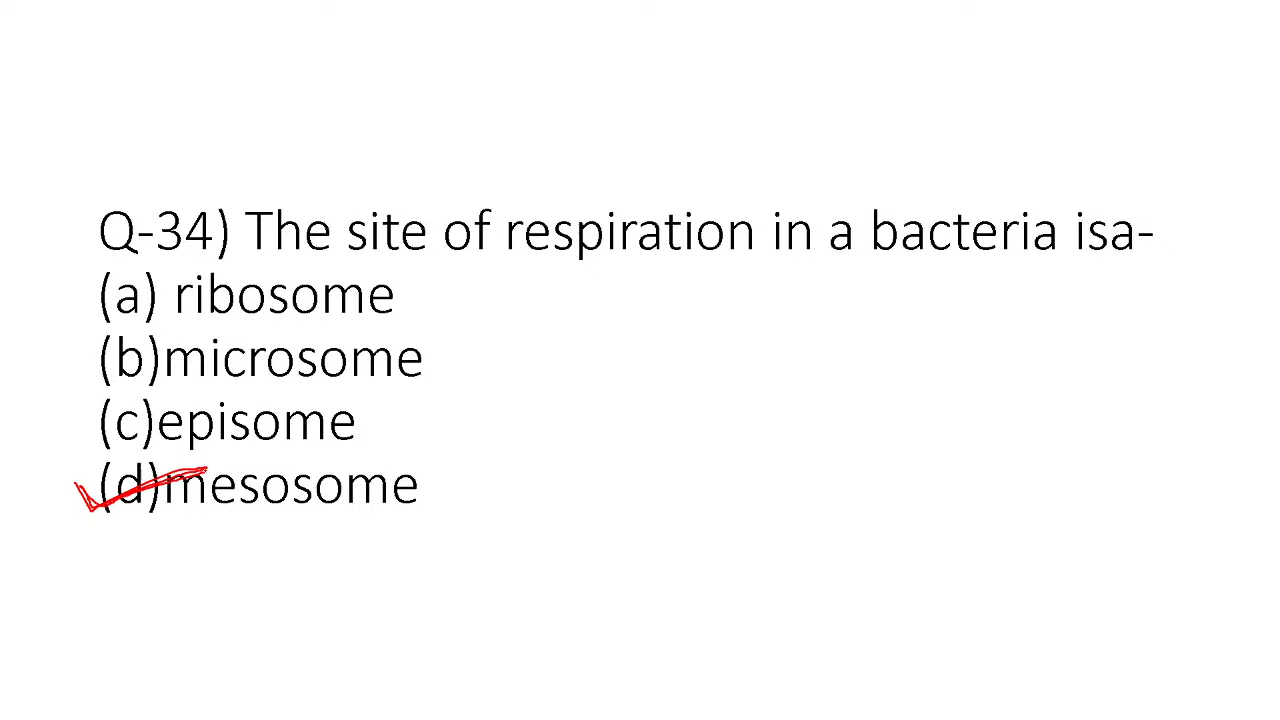 Q-34) The site of respiration in a bacteria isa-
(a) ribosome
(b)microsome
(c)episome
(d)mesosome